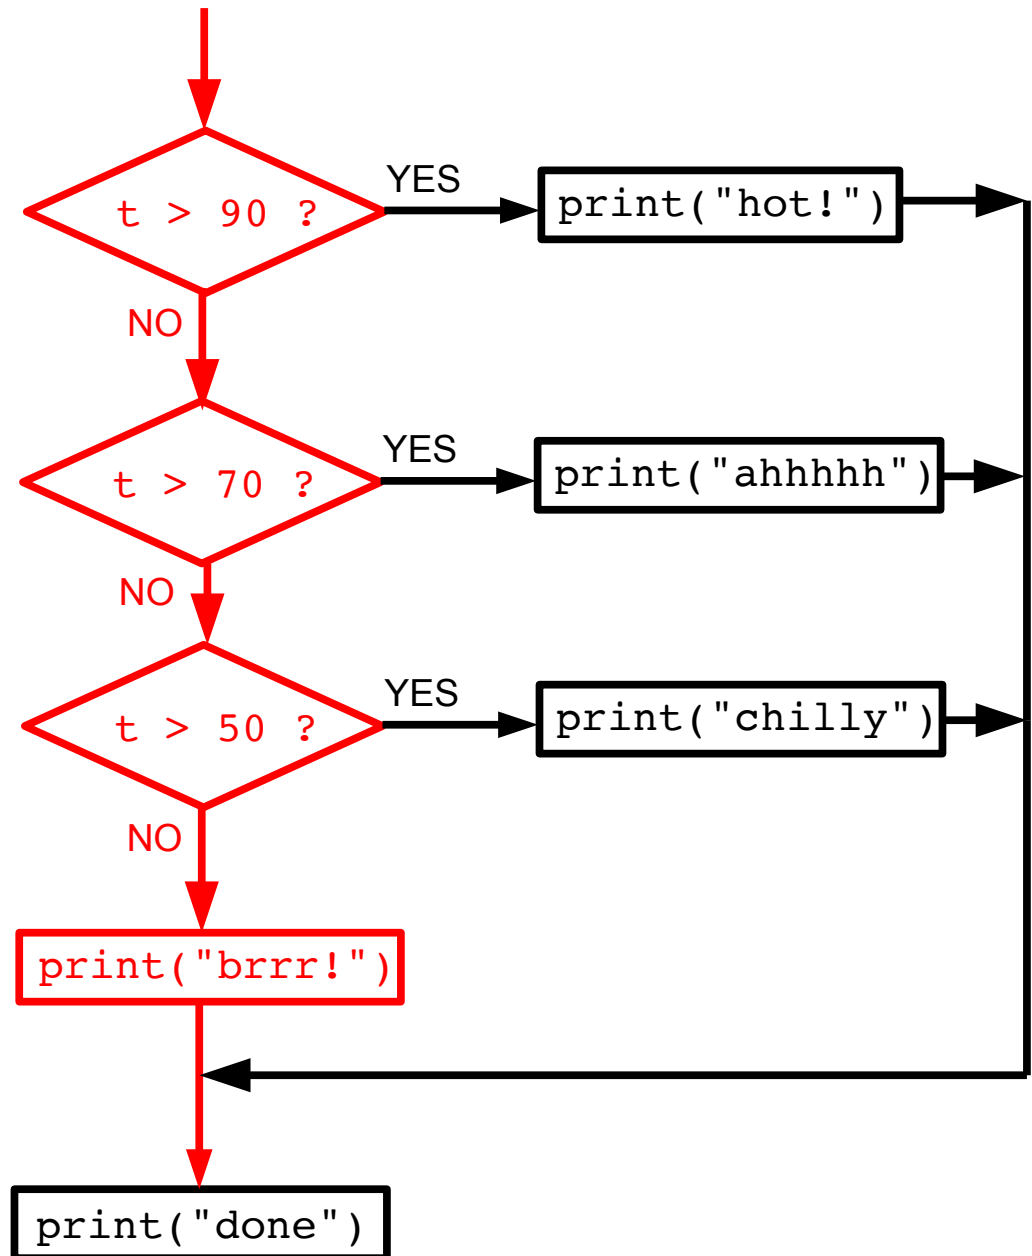 YES
t > 90 ?
print("hot!")
NO
YES
t > 70 ?
print("ahhhhh")
NO
YES
t > 50 ?
print("chilly")
NO
print("brrr!")
print("done")